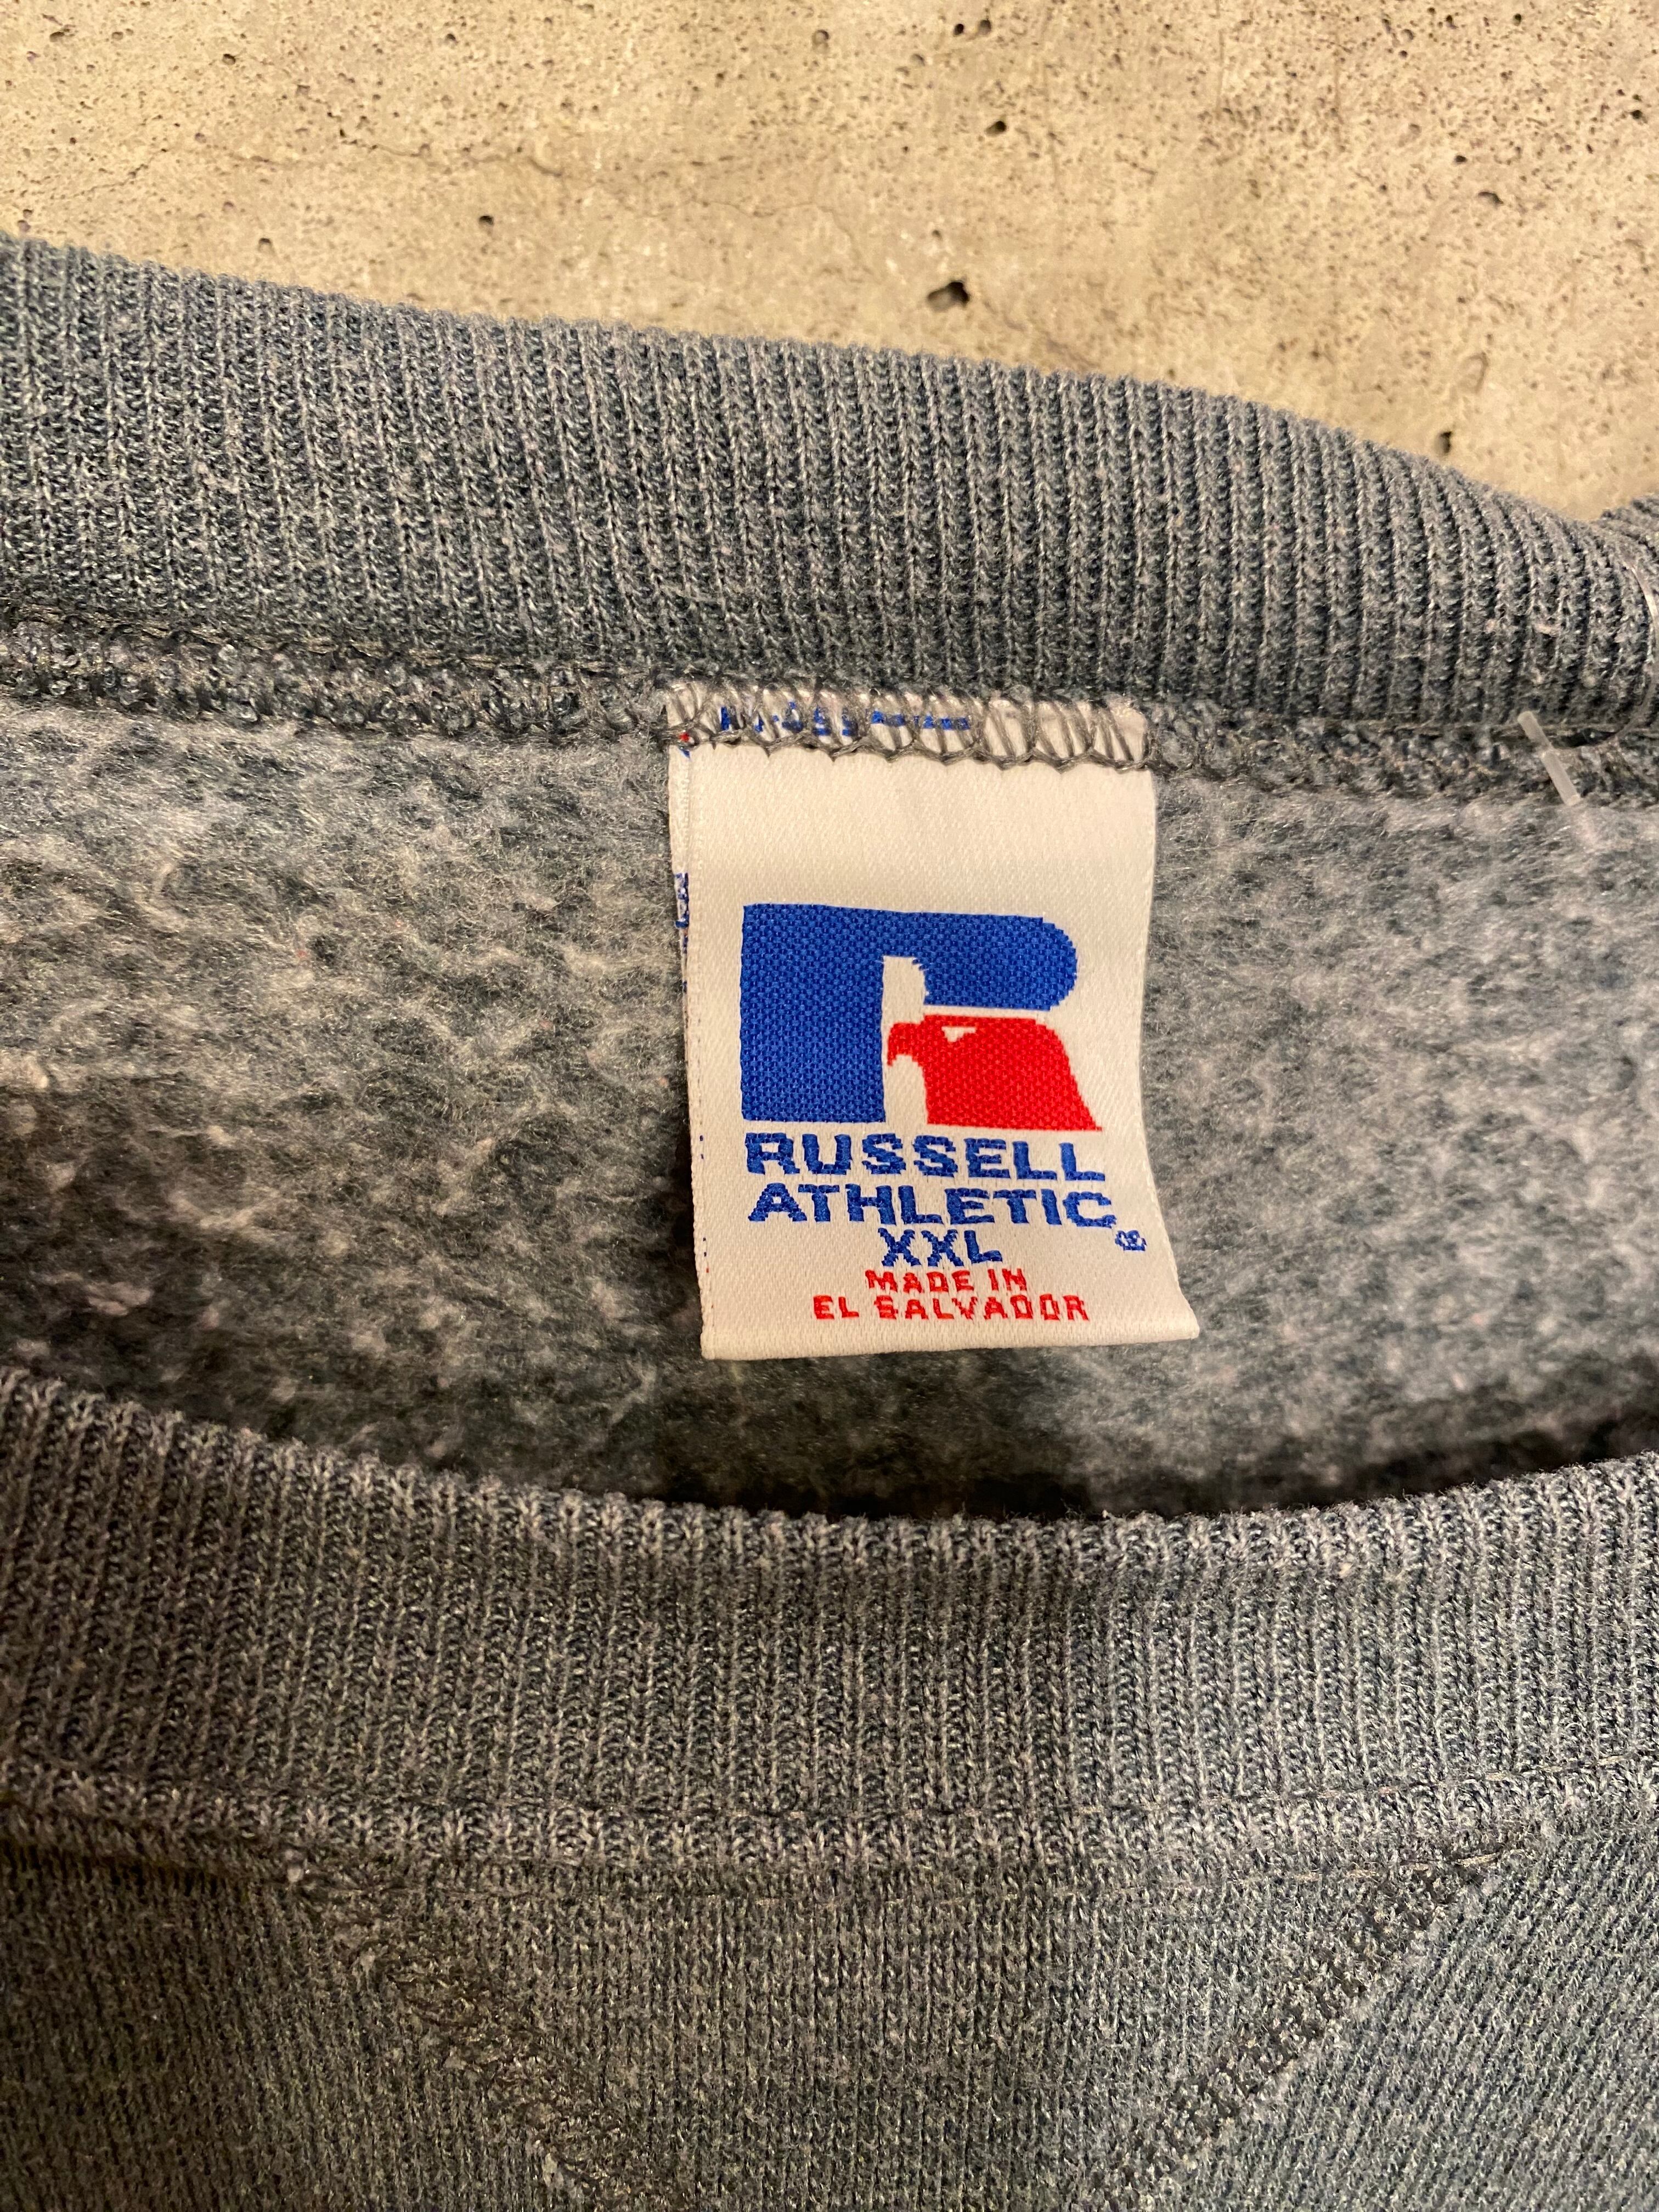 RUSSELL
ATHLETIC®
XXL
MADE IN
EL SALVADOR